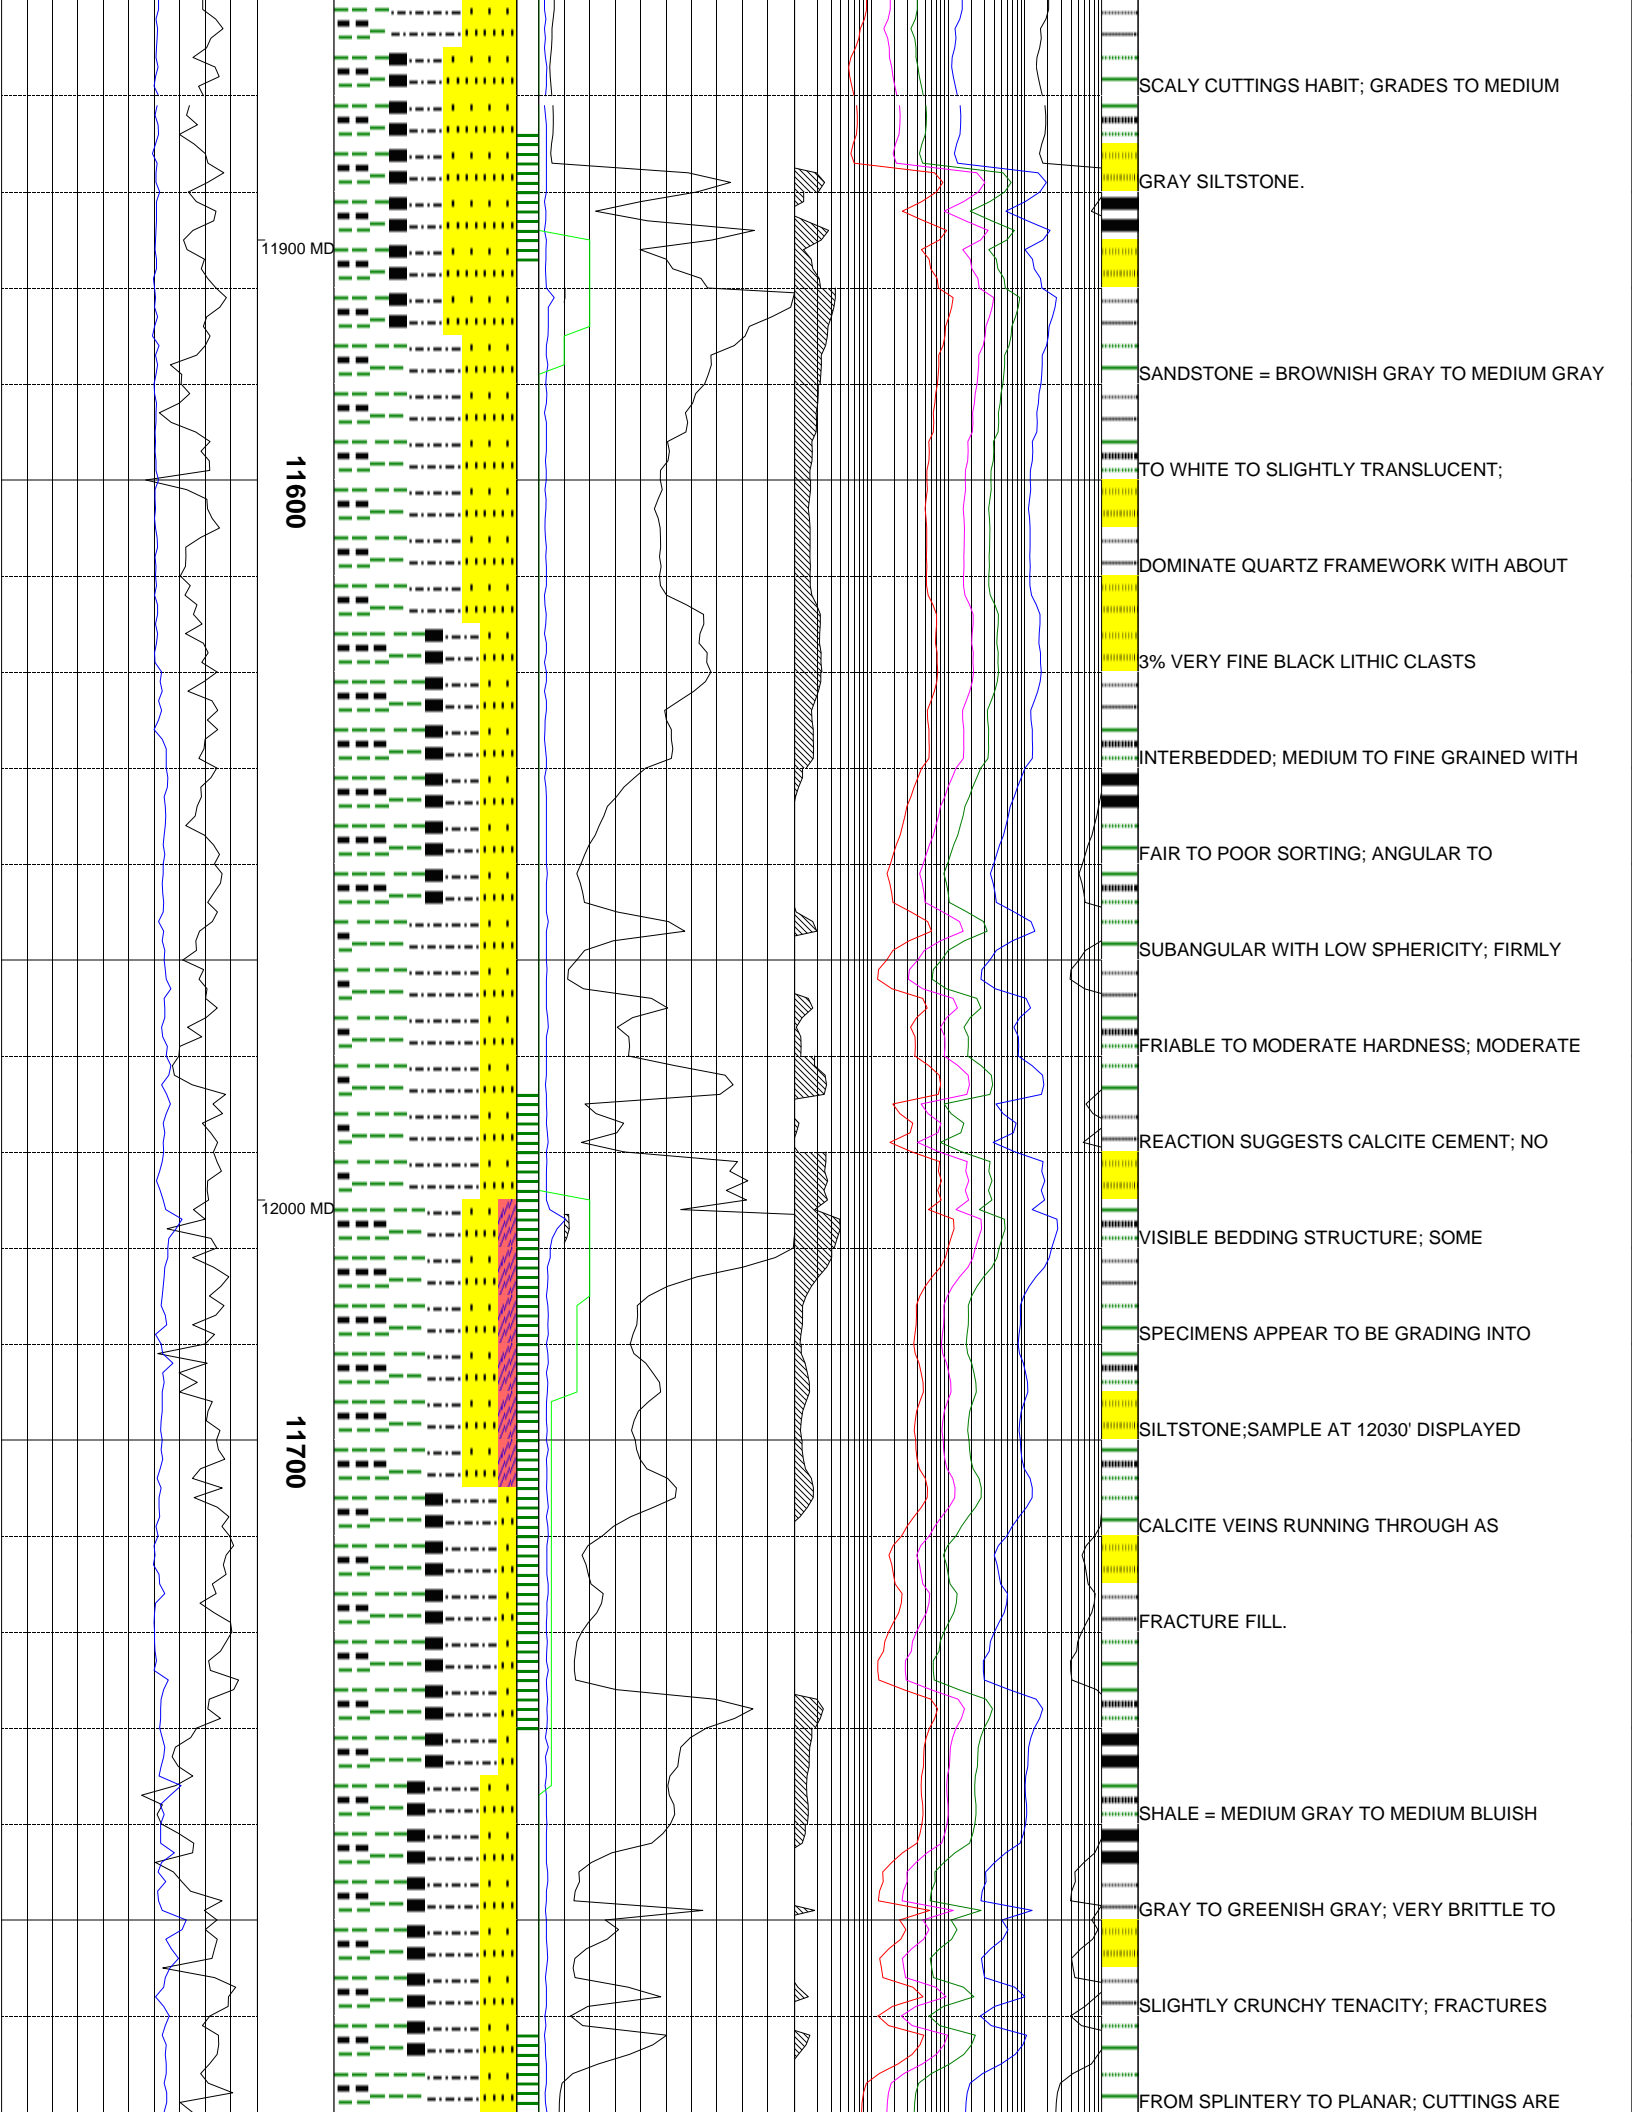 SCALY CUTTINGS HABIT; GRADES TO MEDIUM
GRAY SILTSTONE.
11900 MD
SANDSTONE = BROWNISH GRAY TO MEDIUM GRAY
11600
TO WHITE TO SLIGHTLY TRANSLUCENT;
DOMINATE QUARTZ FRAMEWORK WITH ABOUT
3% VERY FINE BLACK LITHIC CLASTS
INTERBEDDED; MEDIUM TO FINE GRAINED WITH
FAIR TO POOR SORTING; ANGULAR TO
SUBANGULAR WITH LOW SPHERICITY; FIRMLY
FRIABLE TO MODERATE HARDNESS; MODERATE
REACTION SUGGESTS CALCITE CEMENT; NO
12000 MD
VISIBLE BEDDING STRUCTURE; SOME
SPECIMENS APPEAR TO BE GRADING INTO
11700
SILTSTONE;SAMPLE AT 12030' DISPLAYED
CALCITE VEINS RUNNING THROUGH AS
FRACTURE FILL.
SHALE = MEDIUM GRAY TO MEDIUM BLUISH
GRAY TO GREENISH GRAY; VERY BRITTLE TO
SLIGHTLY CRUNCHY TENACITY; FRACTURES
FROM SPLINTERY TO PLANAR; CUTTINGS ARE